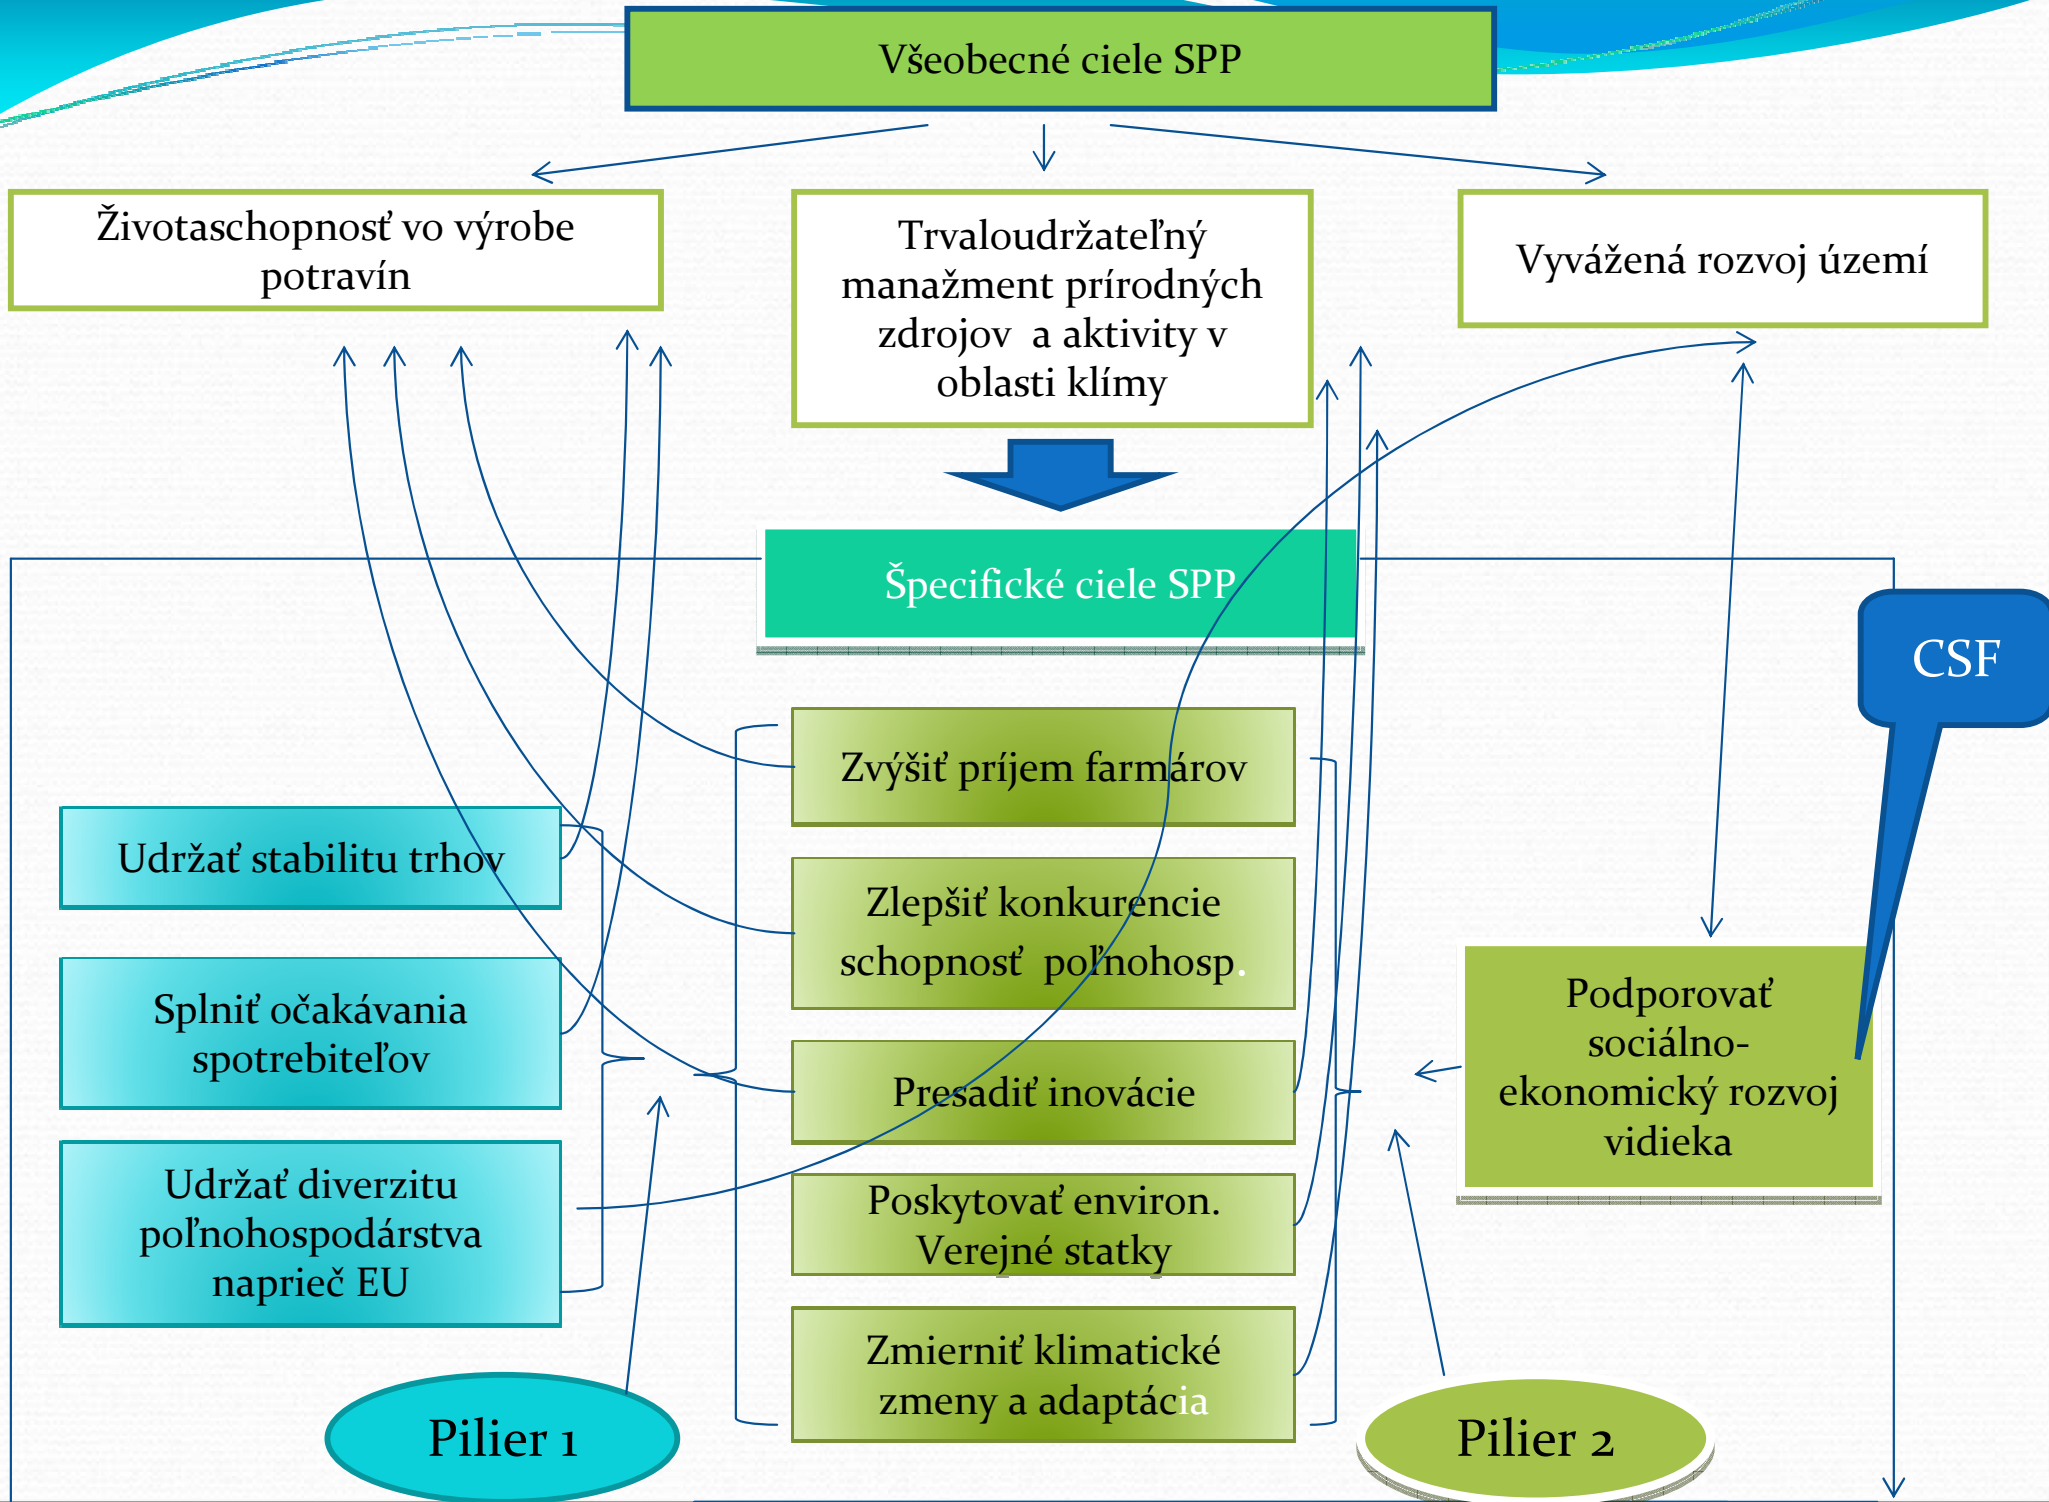 Všeobecné ciele SPP
Životaschopnosť vo výrobe
potravín
Trvaloudržateľný
manažment prírodných
zdrojov a aktivity v
oblasti klímy
Vyvážená rozvoj území
Špecifické ciele SPP
CSF
Udržať stabilitu trhov
Splniť očakávania
spotrebiteľov
Udržať diverzitu
poľnohospodárstva
naprieč EU
Zvýšiť príjem farmárov
Zlepšiť konkurencie
schopnosť poľnohosp.
Presadiť inovácie
Poskytovať environ.
Verejné statky
Zmierniť klimatické
zmeny a adaptácia
Podporovať
sociálno-
ekonomický rozvoj
vidieka
Pilier 1
Pilier 2